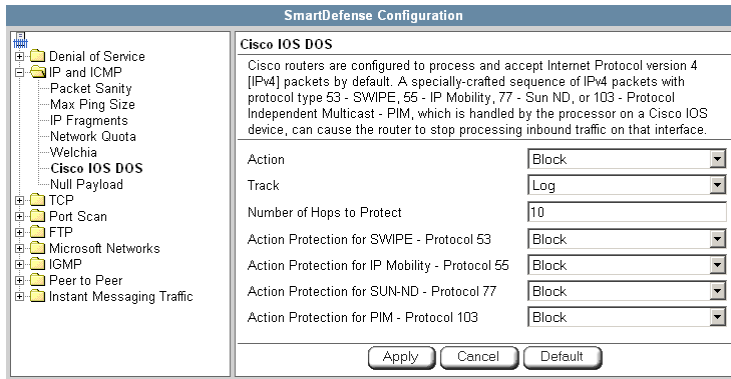 SmartDefense Configuration
Denial of Service
IP and ICMP
Packet Sanity
Max Ping Size
IP Fragments
Network Quota
Welchia
Cisco IOS DOS
Null Payload
TCP
Port Scan
FTP
Microsoft Networks
IGMP
Peer to Peer
Instant Messaging Traffic
Cisco IOS DOS
Cisco routers are configured to process and accept Internet Protocol version 4
[IPv4] packets by default. A specially-crafted sequence of IPv4 packets with
protocol type 53 - SWIPE, 55 - IP Mobility, 77 - Sun ND, or 103 - Protocol
Independent Multicast - PIM, which is handled by the processor on a Cisco IOS
device, can cause the router to stop processing inbound traffic on that interface.
Action Block
Track Log
Number of Hops to Protect 10
Action Protection for SWIPE - Protocol 53 Block
Action Protection for IP Mobility - Protocol 55 Block
Action Protection for SUN-ND - Protocol 77 Block
Action Protection for PIM - Protocol 103 Block
Apply Cancel Default